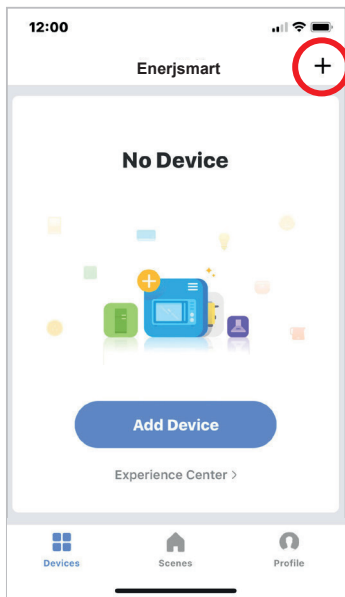 12:00
Enerjsmart
+
No Device
Add Device
Experience Center >
Devices
Scenes
Profile